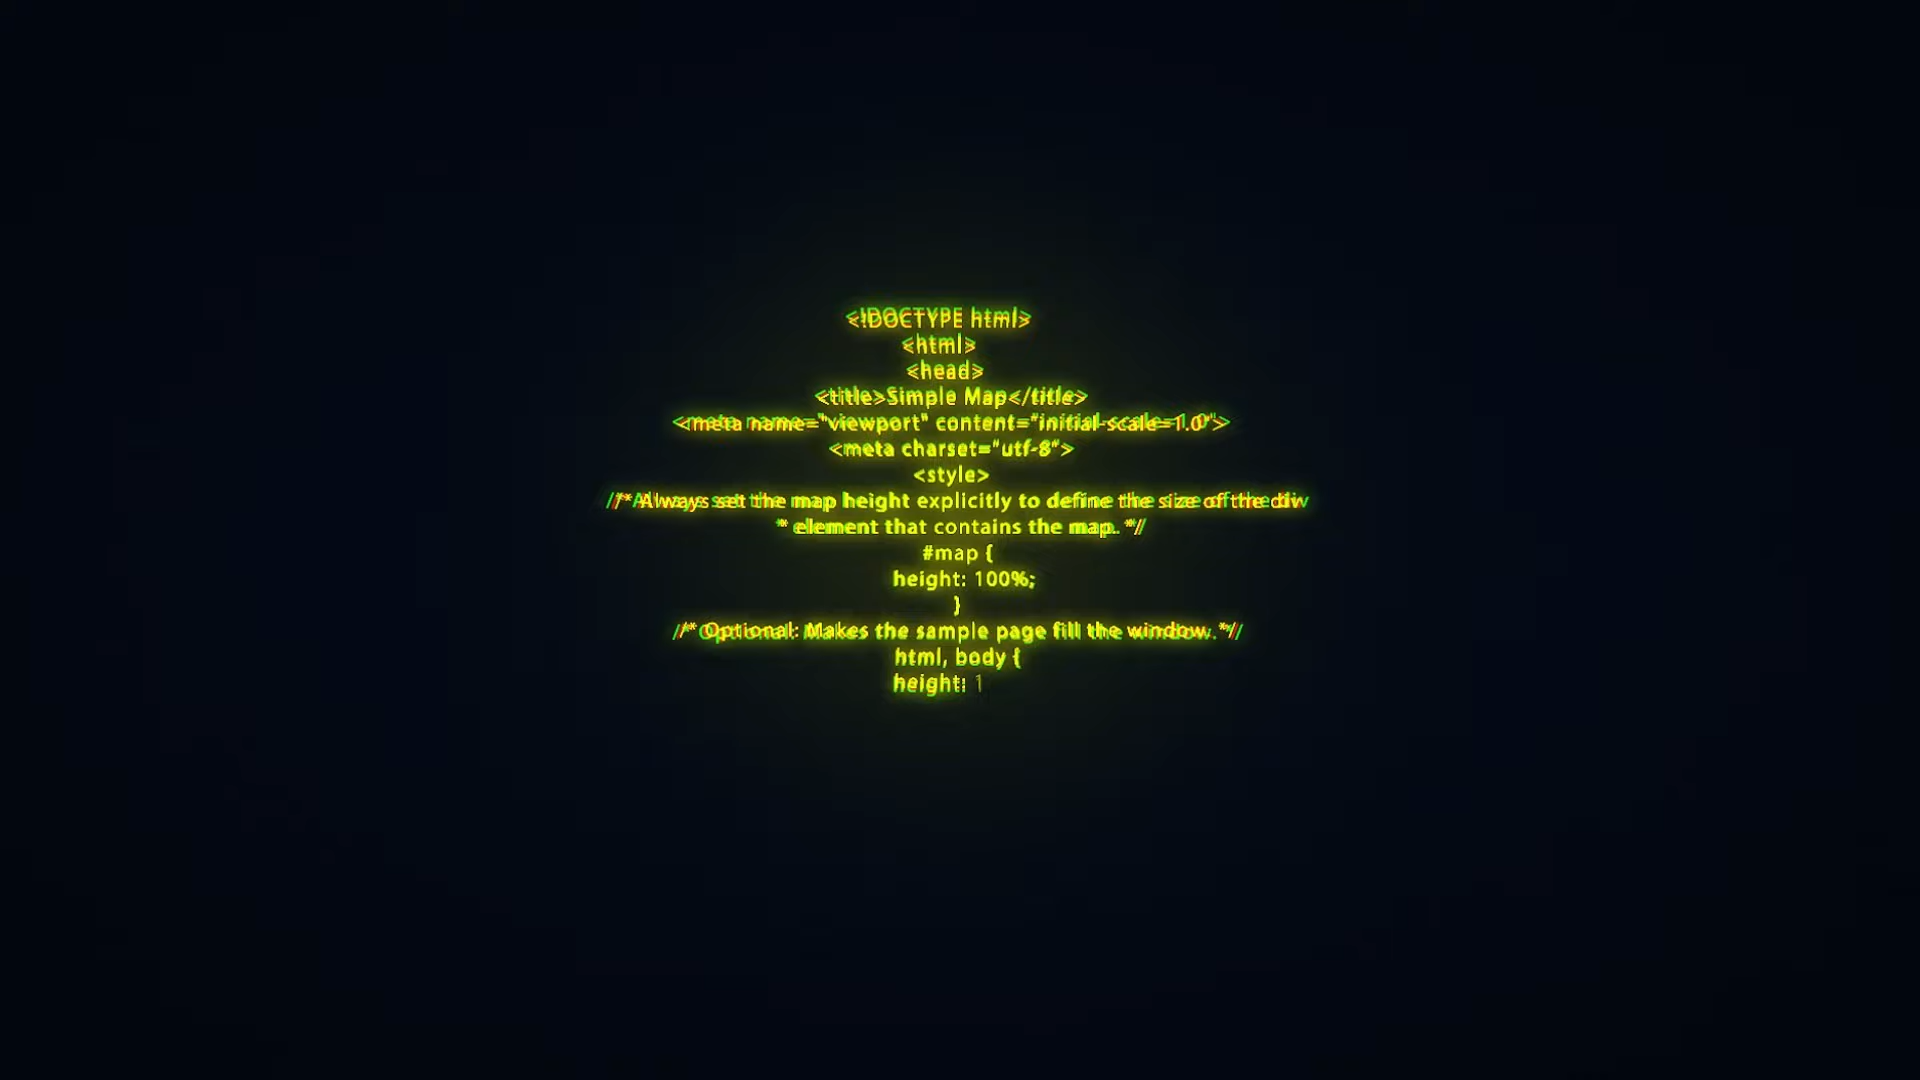 <!DOCTYPE html>
<html>
<head>
<title>Simple Map</title>
<meta name="viewport" content="initial-scale=1.0">
<meta charset="utf-8">
<style>
/* Always set the map height explicitly to define the size of the div
* element that contains the map. */
#map {
height: 100%;
}
/* Optional: Makes the sample page fill the window. */
html, body {
height: 1